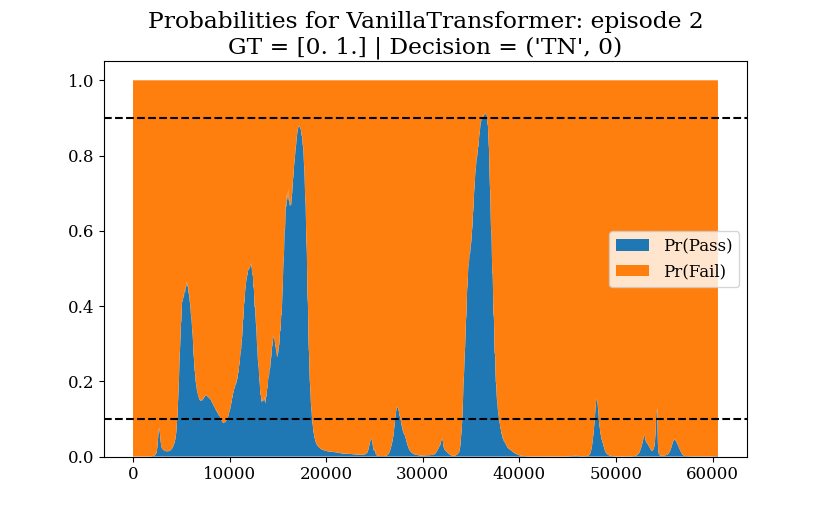 Probabilities for VanillaTransformer: episode 2
GT = [0. 1.] | Decision = ('TN', 0)
1.0
0.8
0.6
0.4
0.2
0.0
Pr(Pass)
Pr(Fail)
0 10000 20000 30000 40000 50000 60000